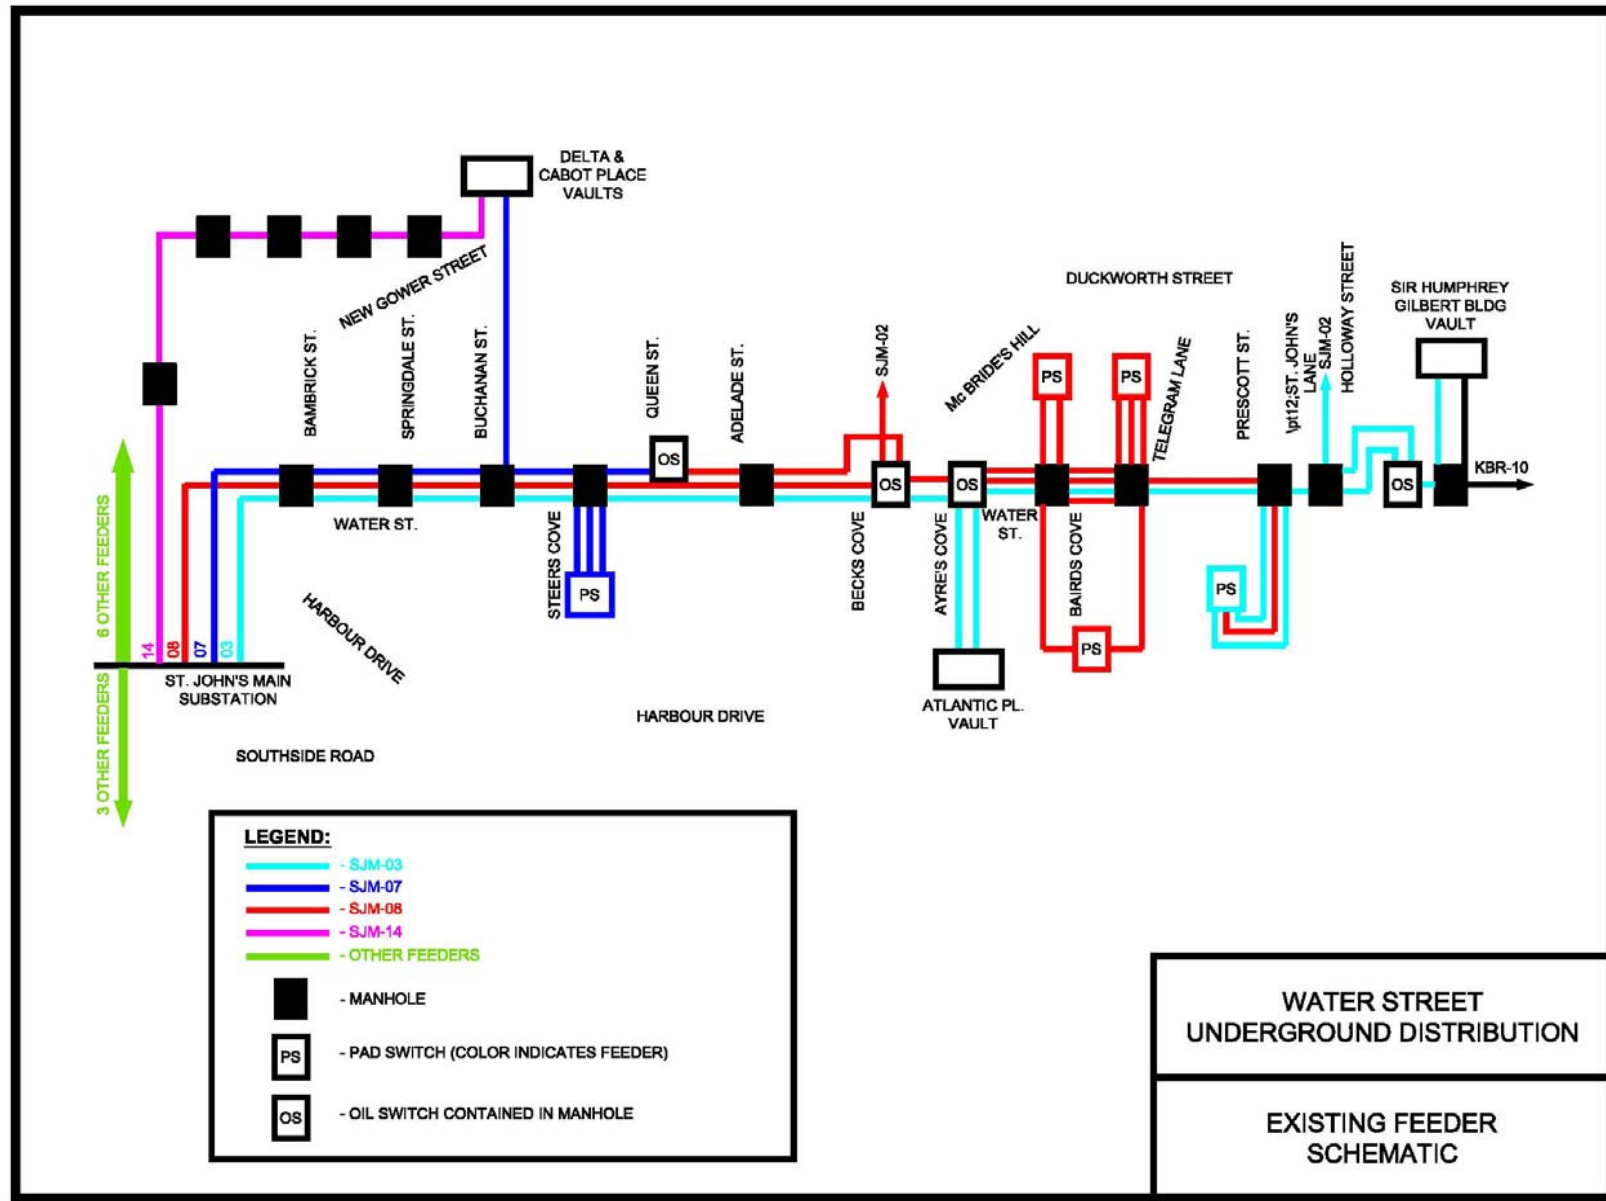 DELTA &
CABOT PLACE
VAULTS
NEW GOWER STREET
DUCKWORTH STREET
SIR HUMPHREY
GILBERT BLDG
VAULT
BAMBRICK ST.
SPRINGDALE ST.
BUCHANAN ST.
QUEEN ST.
ADELADE ST.
SJM-02
Mc BRIDE'S HILL
TELEGRAM LANE
PRESCOTT ST.
\pt12;ST. JOHN'S
LANE
SJM-02
HOLLOWAY STREET
PS
PS
OS
OS
OS
OS
KBR-10
WATER ST.
STEERS COVE
BECKS COVE
AYRE'S COVE
WATER
ST.
BAIRDS COVE
PS
PS
PS
6 OTHER FEEDERS
14
08
07
03
HARBOUR DRIVE
ST. JOHN'S MAIN
SUBSTATION
3 OTHER FEEDERS
HARBOUR DRIVE
ATLANTIC PL.
VAULT
SOUTHSIDE ROAD
LEGEND:
- SJM-03
- SJM-07
- SJM-08
- SJM-14
- OTHER FEEDERS
- MANHOLE
PS - PAD SWITCH (COLOR INDICATES FEEDER)
OS - OIL SWITCH CONTAINED IN MANHOLE
WATER STREET
UNDERGROUND DISTRIBUTION
EXISTING FEEDER
SCHEMATIC